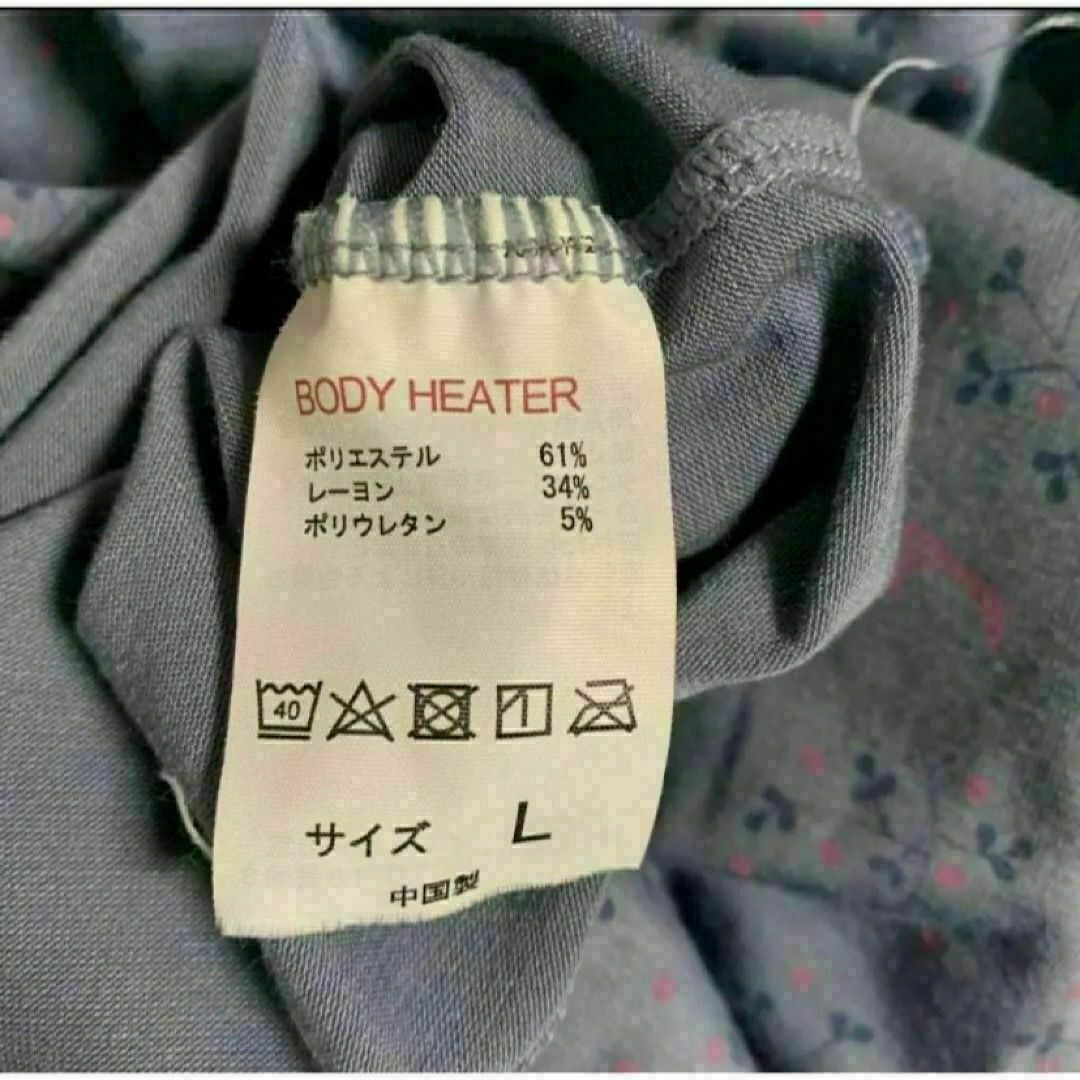 BODY HEATER
ポリエステル 61%
レーヨン 34%
ポリウレタン 5%
40
サイズ L
中国製